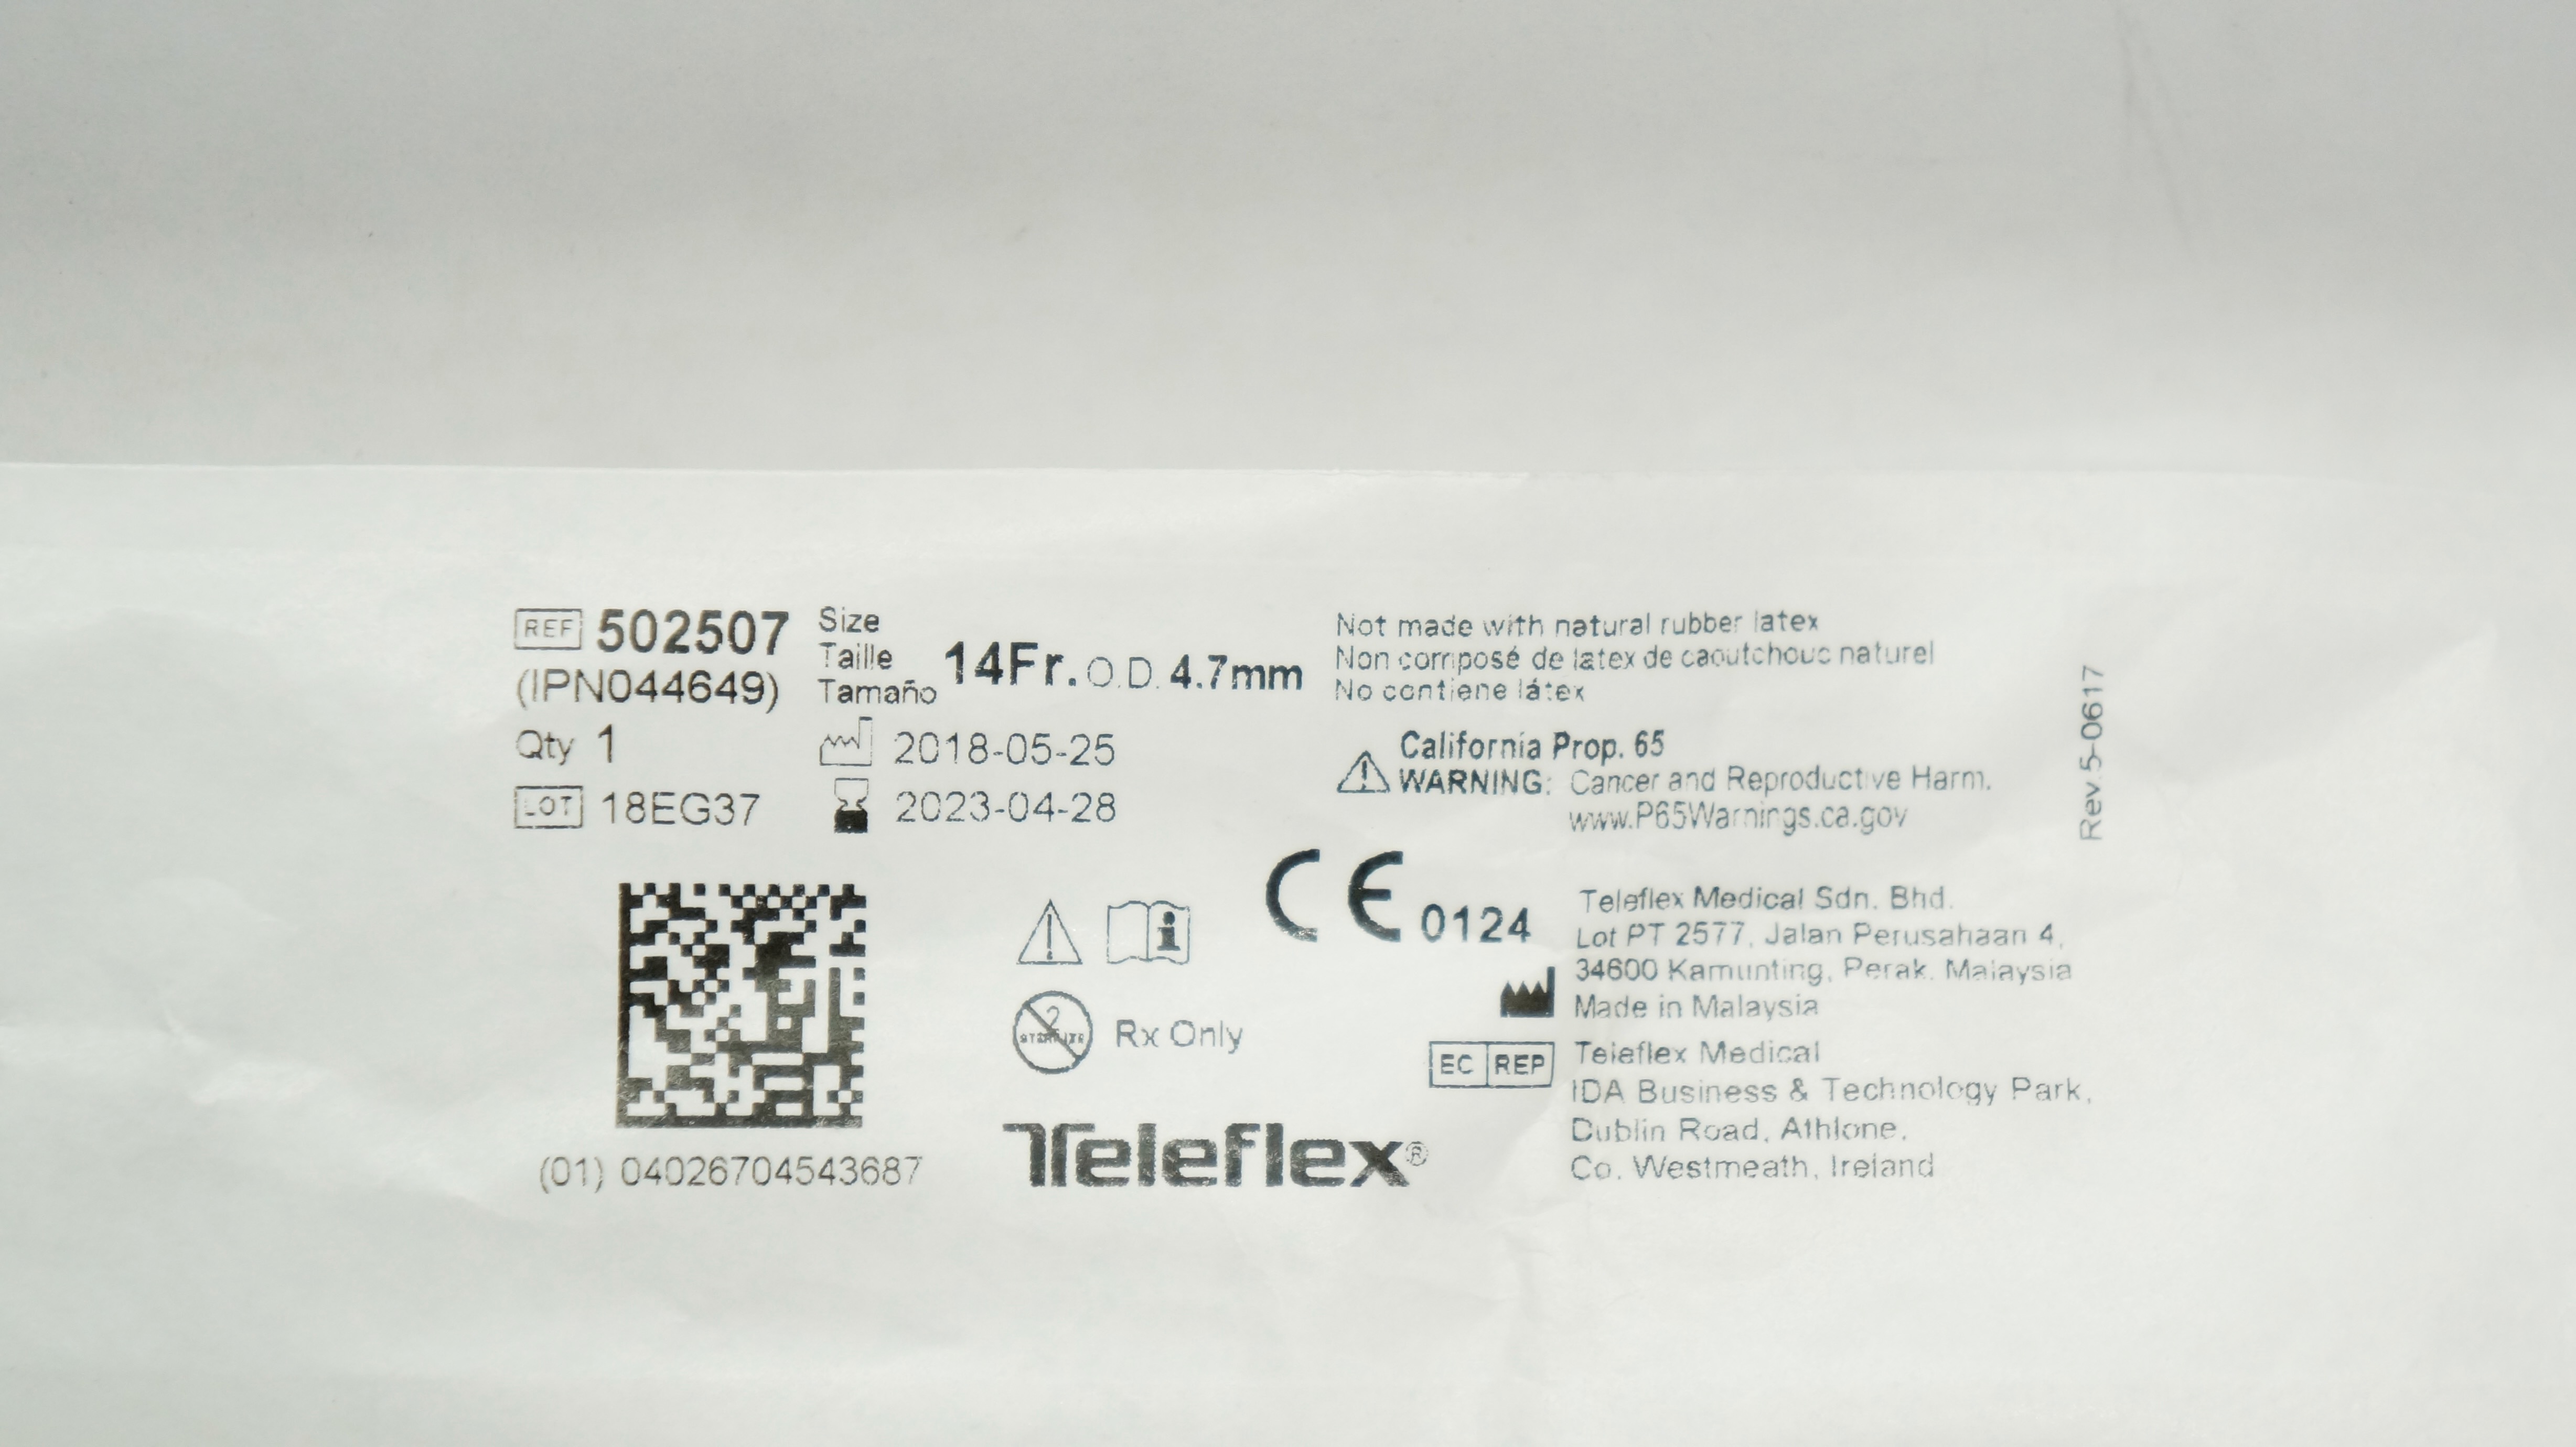 REF 502507
(IPN044649)
Qty 1
LOT 18EG37
Size
Taille
Tamaño
14Fr. O.D. 4.7mm
2018-05-25
2023-04-28
Not made with natural rubber latex
Non composé de latex de caoutchouc naturel
No contiene látex
California Prop. 65
WARNING: Cancer and Reproductive Harm.
www.P65Warnings.ca.gov
Rev.5-0617
(01) 04026704543687
2
STERILIZE
Rx Only
Teleflex®
CE 0124
Teleflex Medical Sdn. Bhd.
Lot PT 2577, Jalan Perusahaan 4,
34600 Kamunting, Perak, Malaysia
Made in Malaysia
EC REP
Teleflex Medical
IDA Business & Technology Park,
Dublin Road, Athlone,
Co. Westmeath, Ireland